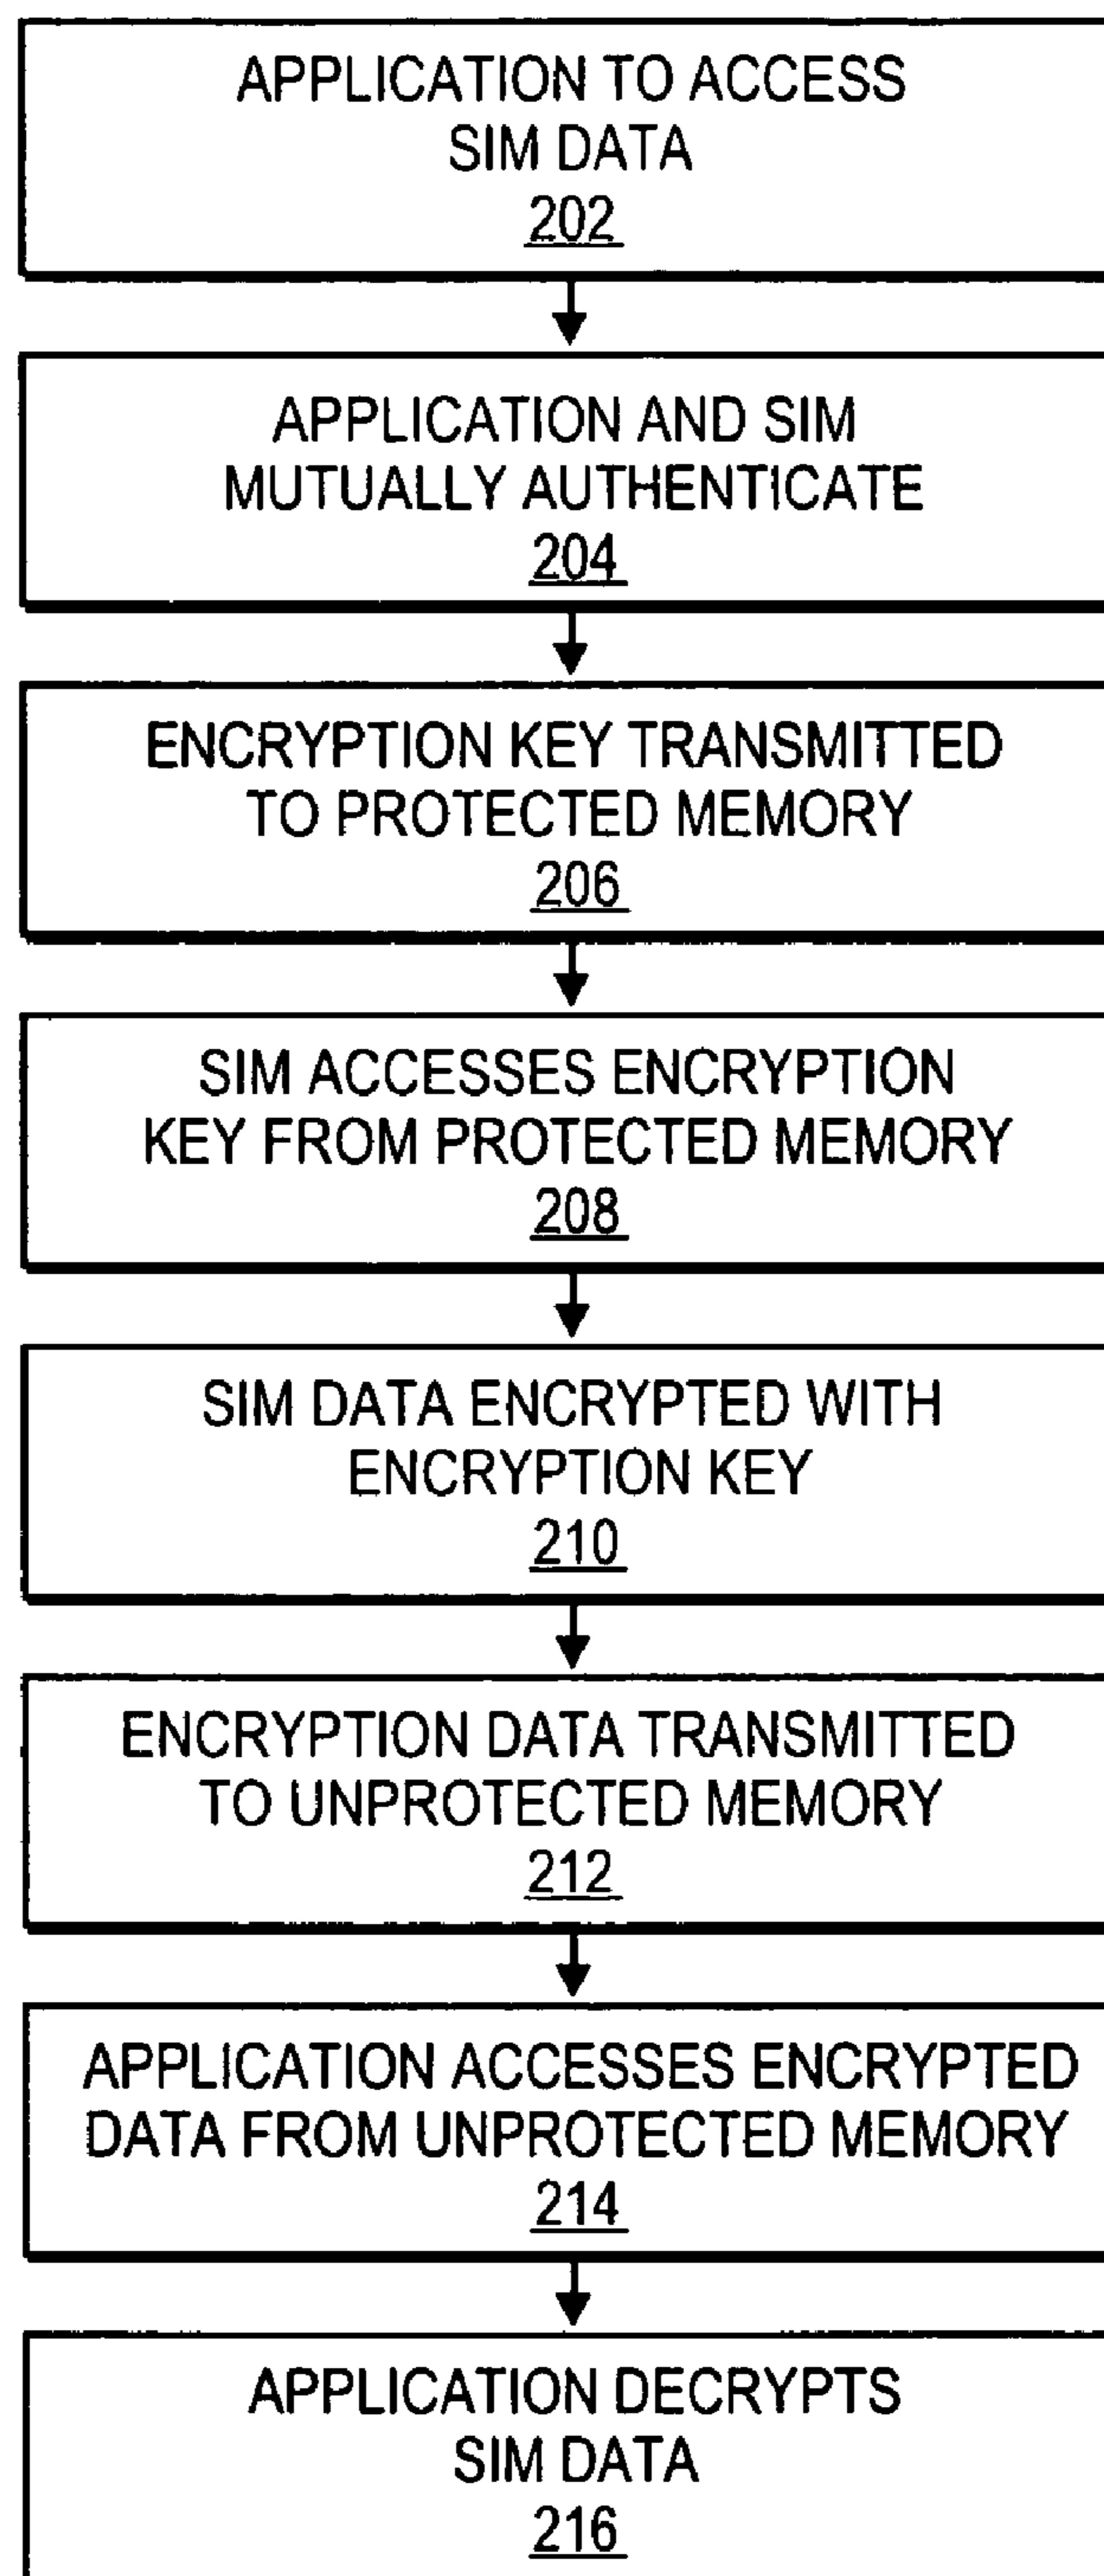 APPLICATION TO ACCESS
SIM DATA
202
APPLICATION AND SIM
MUTUALLY AUTHENTICATE
204
ENCRYPTION KEY TRANSMITTED
TO PROTECTED MEMORY
206
SIM ACCESSES ENCRYPTION
KEY FROM PROTECTED MEMORY
208
SIM DATA ENCRYPTED WITH
ENCRYPTION KEY
210
ENCRYPTION DATA TRANSMITTED
TO UNPROTECTED MEMORY
212
APPLICATION ACCESSES ENCRYPTED
DATA FROM UNPROTECTED MEMORY
214
APPLICATION DECRYPTS
SIM DATA
216